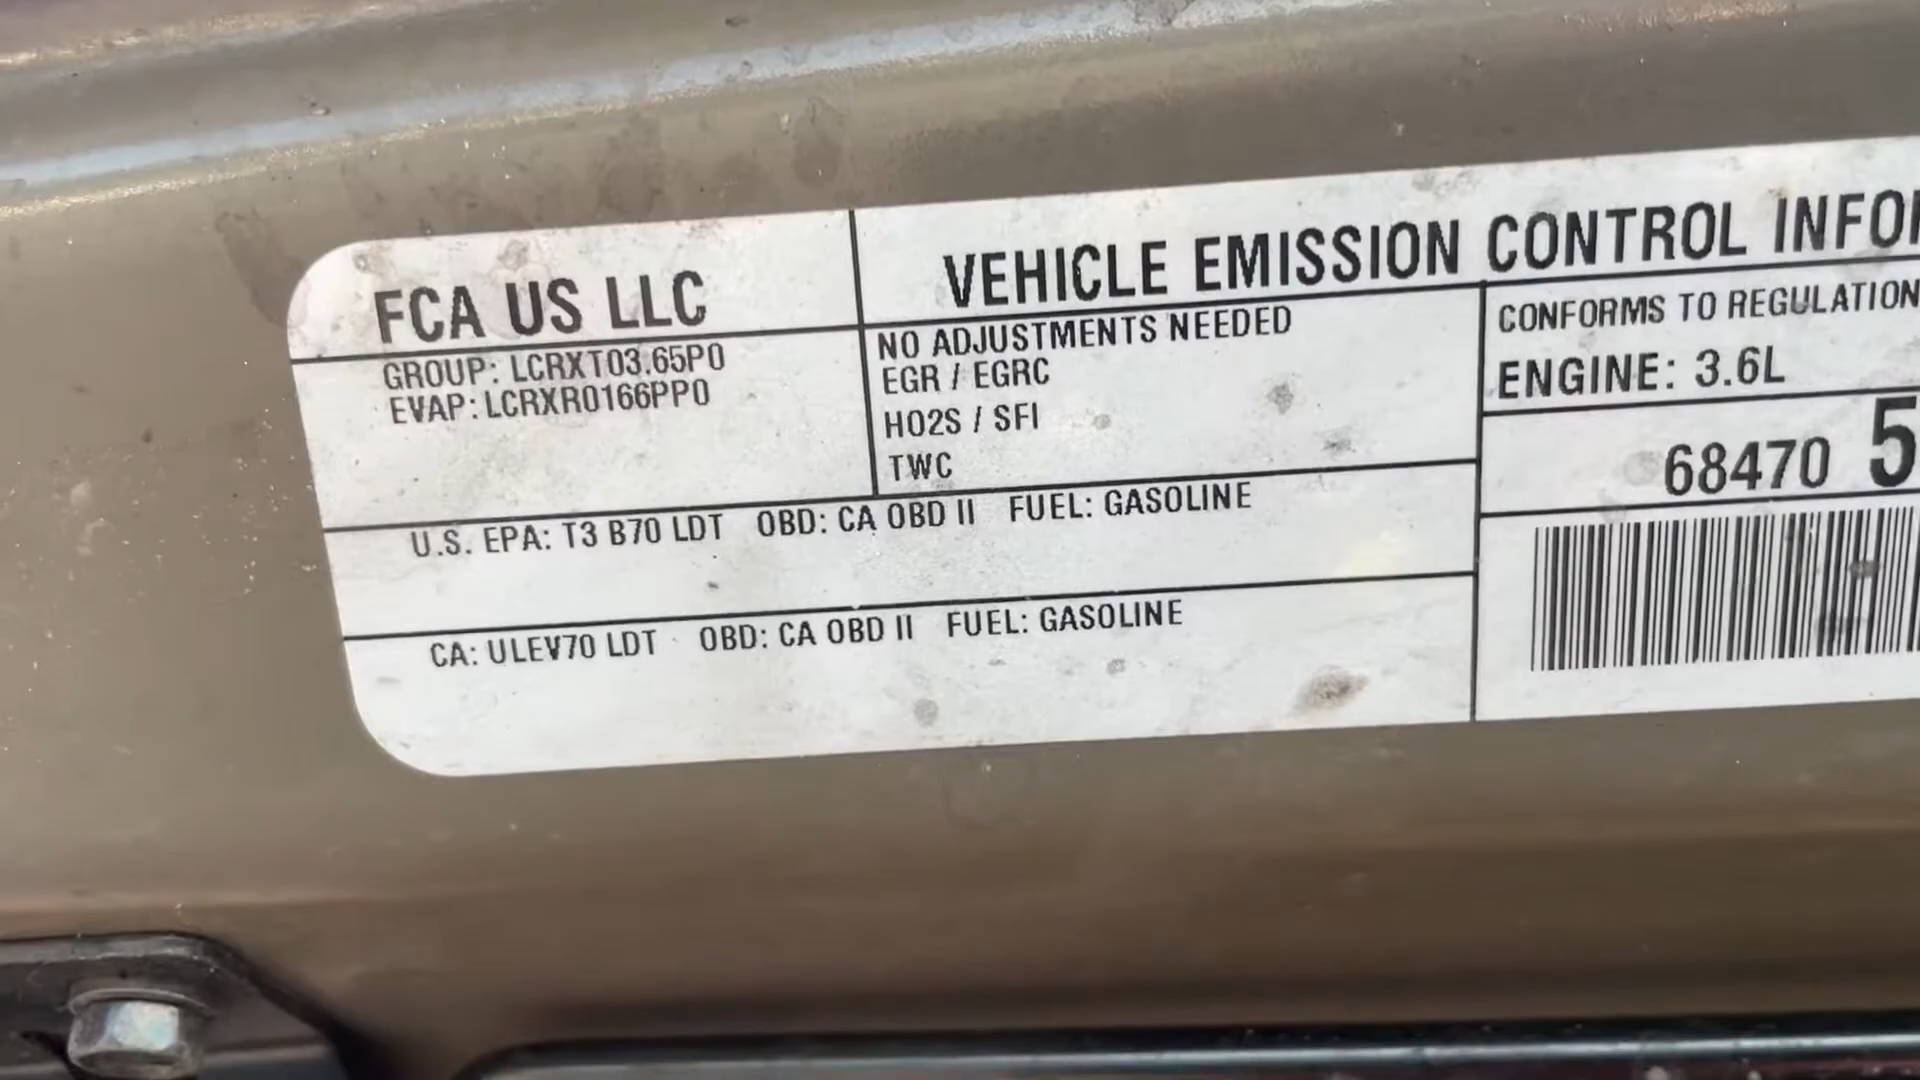 FCA US LLC
VEHICLE EMISSION CONTROL
GROUP: LCRXT03.65P0
EVAP: LCRXR0166PP0
NO ADJUSTMENTS NEEDED
EGR / EGRC
HO2S / SFI
TWC
CONFORMS TO REGULATION
ENGINE: 3.6L
68470 5
U.S. EPA: T3 B70 LDT OBD: CA OBD II FUEL: GASOLINE
CA: ULEV70 LDT OBD: CA OBD II FUEL: GASOLINE